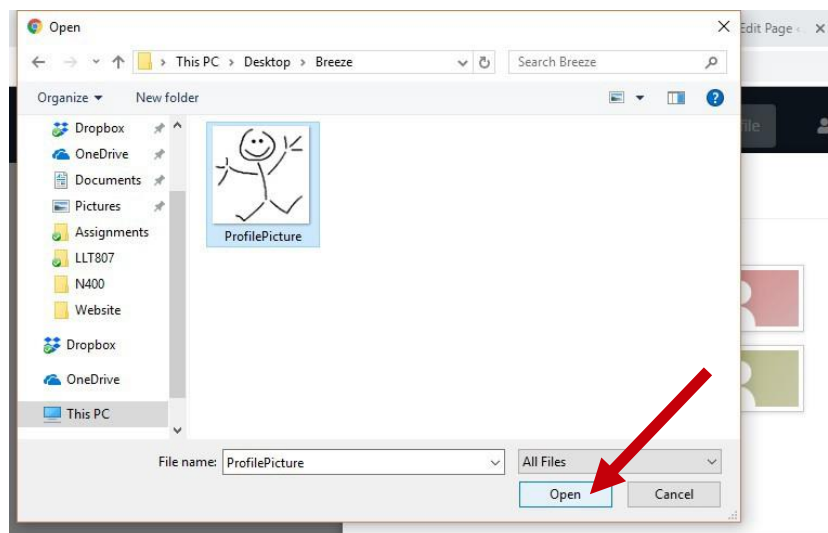 Open
Edit Page
This PC > Desktop > Breeze
Search Breeze
Organize
New folder
file
Dropbox
OneDrive
Documents
Pictures
Assignments
LLT807
N400
Website
Dropbox
OneDrive
This PC
ProfilePicture
File name: ProfilePicture
All Files
Open
Cancel